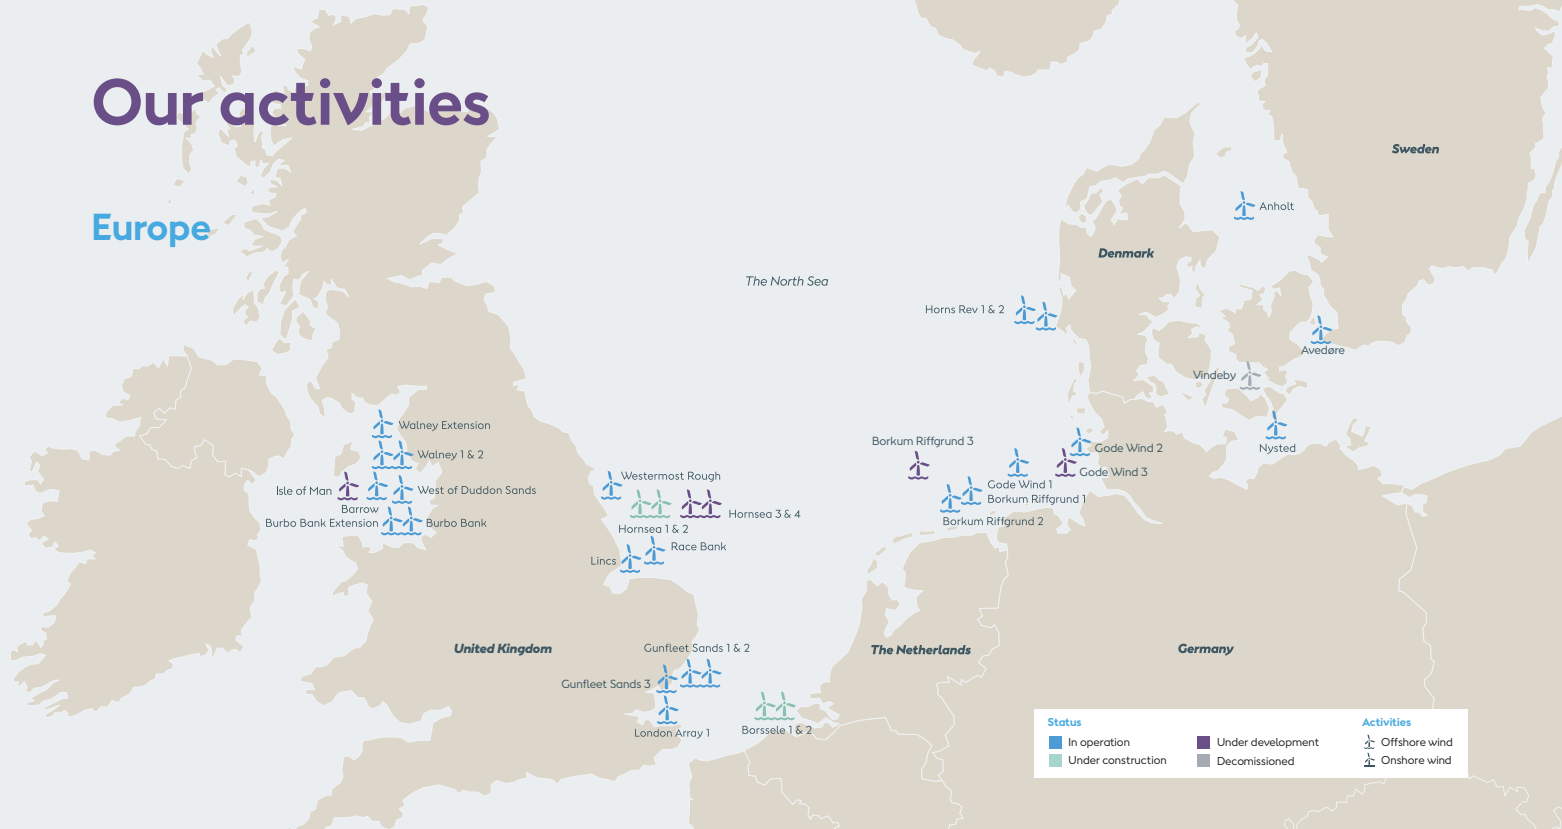 Our activities
Europe
Sweden
Anholt
Denmark
The North Sea
Horns Rev 1 & 2
Avedøre
Vindeby
Walney Extension
Borkum Riffgrund 3
Gode Wind 2
Nysted
Walney 1 & 2
Gode Wind 3
Westermost Rough
Isle of Man
West of Duddon Sands
Gode Wind 1
Borkum Riffgrund 1
Barrow
Hornsea 3 & 4
Burbo Bank Extension
Burbo Bank
Borkum Riffgrund 2
Hornsea 1 & 2
Race Bank
Lincs
United Kingdom
Gunfleet Sands 1 & 2
The Netherlands
Germany
Gunfleet Sands 3
London Array 1
Borssele 1 & 2
Status
Activities
In operation
Under development
Offshore wind
Under construction
Decomissioned
Onshore wind